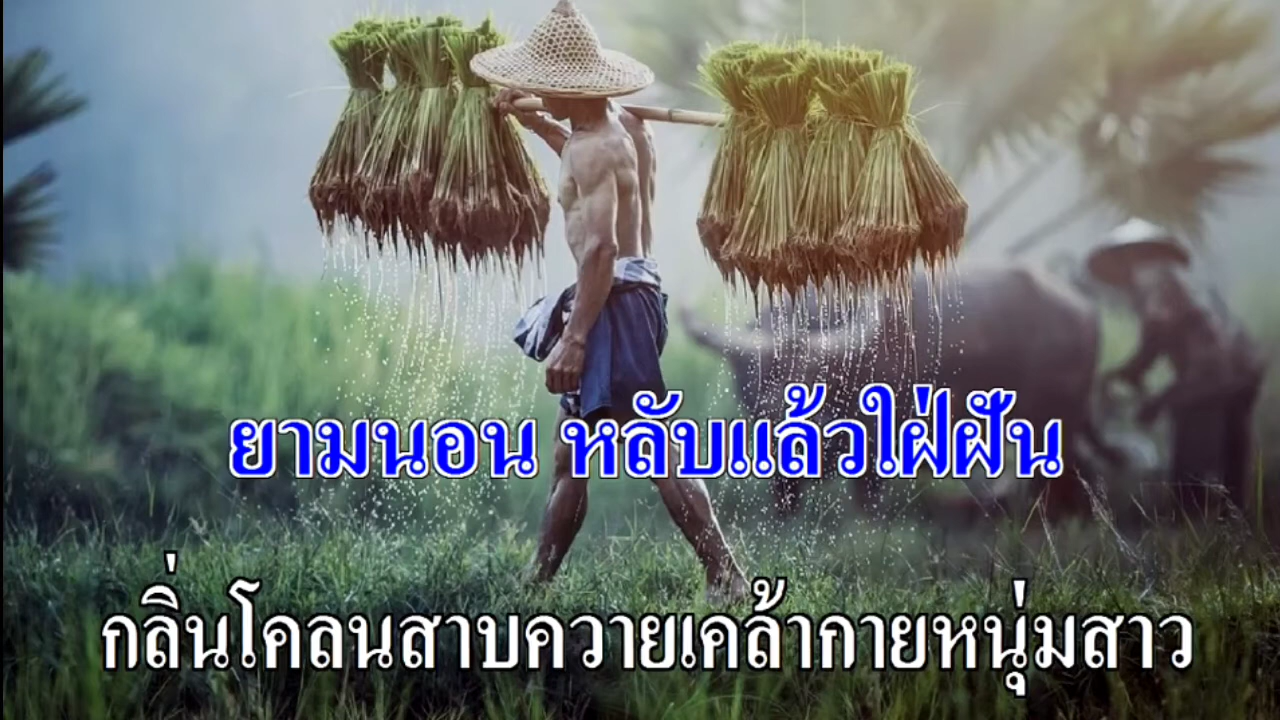 ยามนอน หลับแล้วใฝ่ฝัน
กลิ่นโคลนสาบควายเคล้ากายหนุ่มสาว